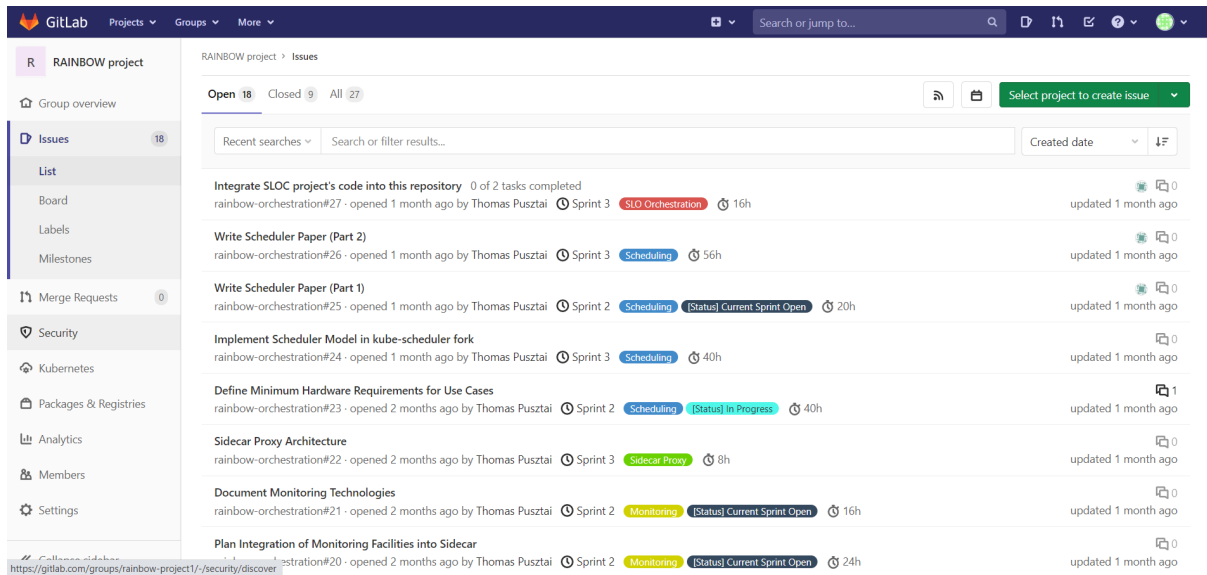 GitLab Projects Groups More Search or jump to...
R RAINBOW project
Group overview
Issues 18
List
Board
Labels
Milestones
Merge Requests 0
Security
Kubernetes
Packages & Registries
Analytics
Members
Settings
Collapse sidebar
https://gitlab.com/groups/rainbow-project1/-/security/discover
RAINBOW project > Issues
Open 18 Closed 9 All 27
Select project to create issue
Recent searches Search or filter results... Created date
Integrate SLOC project's code into this repository 0 of 2 tasks completed 0
rainbow-orchestration#27 · opened 1 month ago by Thomas Pusztai Sprint 3 SLO Orchestration 16h updated 1 month ago
Write Scheduler Paper (Part 2) 0
rainbow-orchestration#26 · opened 1 month ago by Thomas Pusztai Sprint 3 Scheduling 56h updated 1 month ago
Write Scheduler Paper (Part 1) 0
rainbow-orchestration#25 · opened 1 month ago by Thomas Pusztai Sprint 2 Scheduling [Status] Current Sprint Open 20h updated 1 month ago
Implement Scheduler Model in kube-scheduler fork 0
rainbow-orchestration#24 · opened 1 month ago by Thomas Pusztai Sprint 3 Scheduling 40h updated 1 month ago
Define Minimum Hardware Requirements for Use Cases 1
rainbow-orchestration#23 · opened 2 months ago by Thomas Pusztai Sprint 2 Scheduling [Status] In Progress 40h updated 1 month ago
Sidecar Proxy Architecture 0
rainbow-orchestration#22 · opened 2 months ago by Thomas Pusztai Sprint 3 Sidecar Proxy 8h updated 1 month ago
Document Monitoring Technologies 0
rainbow-orchestration#21 · opened 2 months ago by Thomas Pusztai Sprint 2 Monitoring [Status] Current Sprint Open 16h updated 1 month ago
Plan Integration of Monitoring Facilities into Sidecar 0
estration#20 · opened 2 months ago by Thomas Pusztai Sprint 2 Monitoring [Status] Current Sprint Open 24h updated 1 month ago